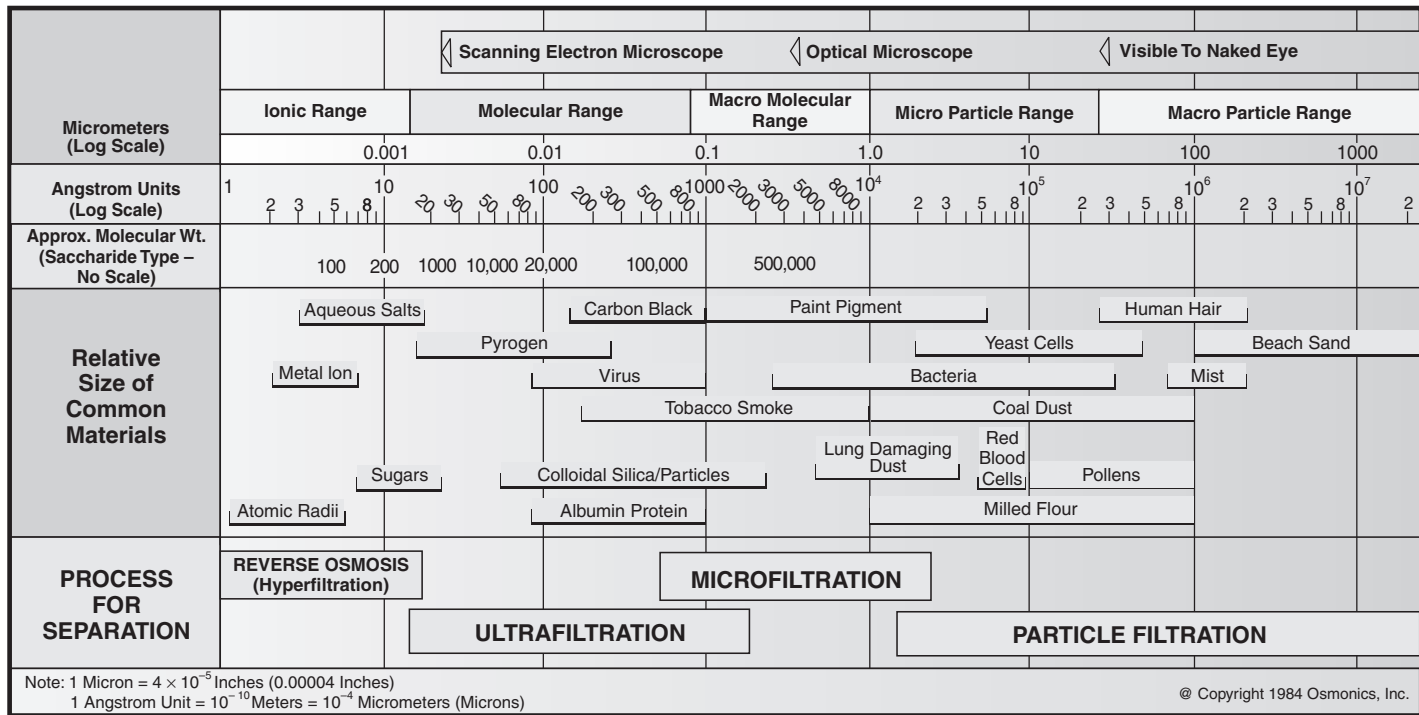 Scanning Electron Microscope
Optical Microscope
Visible To Naked Eye
Micrometers
(Log Scale)
Ionic Range
Molecular Range
Macro Molecular
Range
Micro Particle Range
Macro Particle Range
0.001 0.01 0.1 1.0 10 100 1000
Angstrom Units
(Log Scale)
1 10 100 1000 10⁴ 10⁵ 10⁶ 10⁷
2 3 5 8 20 30 50 80 200 300 500 800 2000 3000 5000 8000 2 3 5 8 2 3 5 8 2 3 5 8 2
Approx. Molecular Wt.
(Saccharide Type –
No Scale)
100 200 1000 10,000 20,000 100,000 500,000
Relative
Size of
Common
Materials
Aqueous Salts
Carbon Black
Paint Pigment
Human Hair
Pyrogen
Yeast Cells
Beach Sand
Metal Ion
Virus
Bacteria
Mist
Tobacco Smoke
Coal Dust
Sugars
Colloidal Silica/Particles
Lung Damaging
Dust
Red
Blood
Cells
Pollens
Atomic Radii
Albumin Protein
Milled Flour
PROCESS
FOR
SEPARATION
REVERSE OSMOSIS
(Hyperfiltration)
MICROFILTRATION
ULTRAFILTRATION
PARTICLE FILTRATION
Note: 1 Micron = 4 × 10⁻⁵ Inches (0.00004 Inches)
1 Angstrom Unit = 10⁻¹⁰ Meters = 10⁻⁴ Micrometers (Microns)
@ Copyright 1984 Osmonics, Inc.